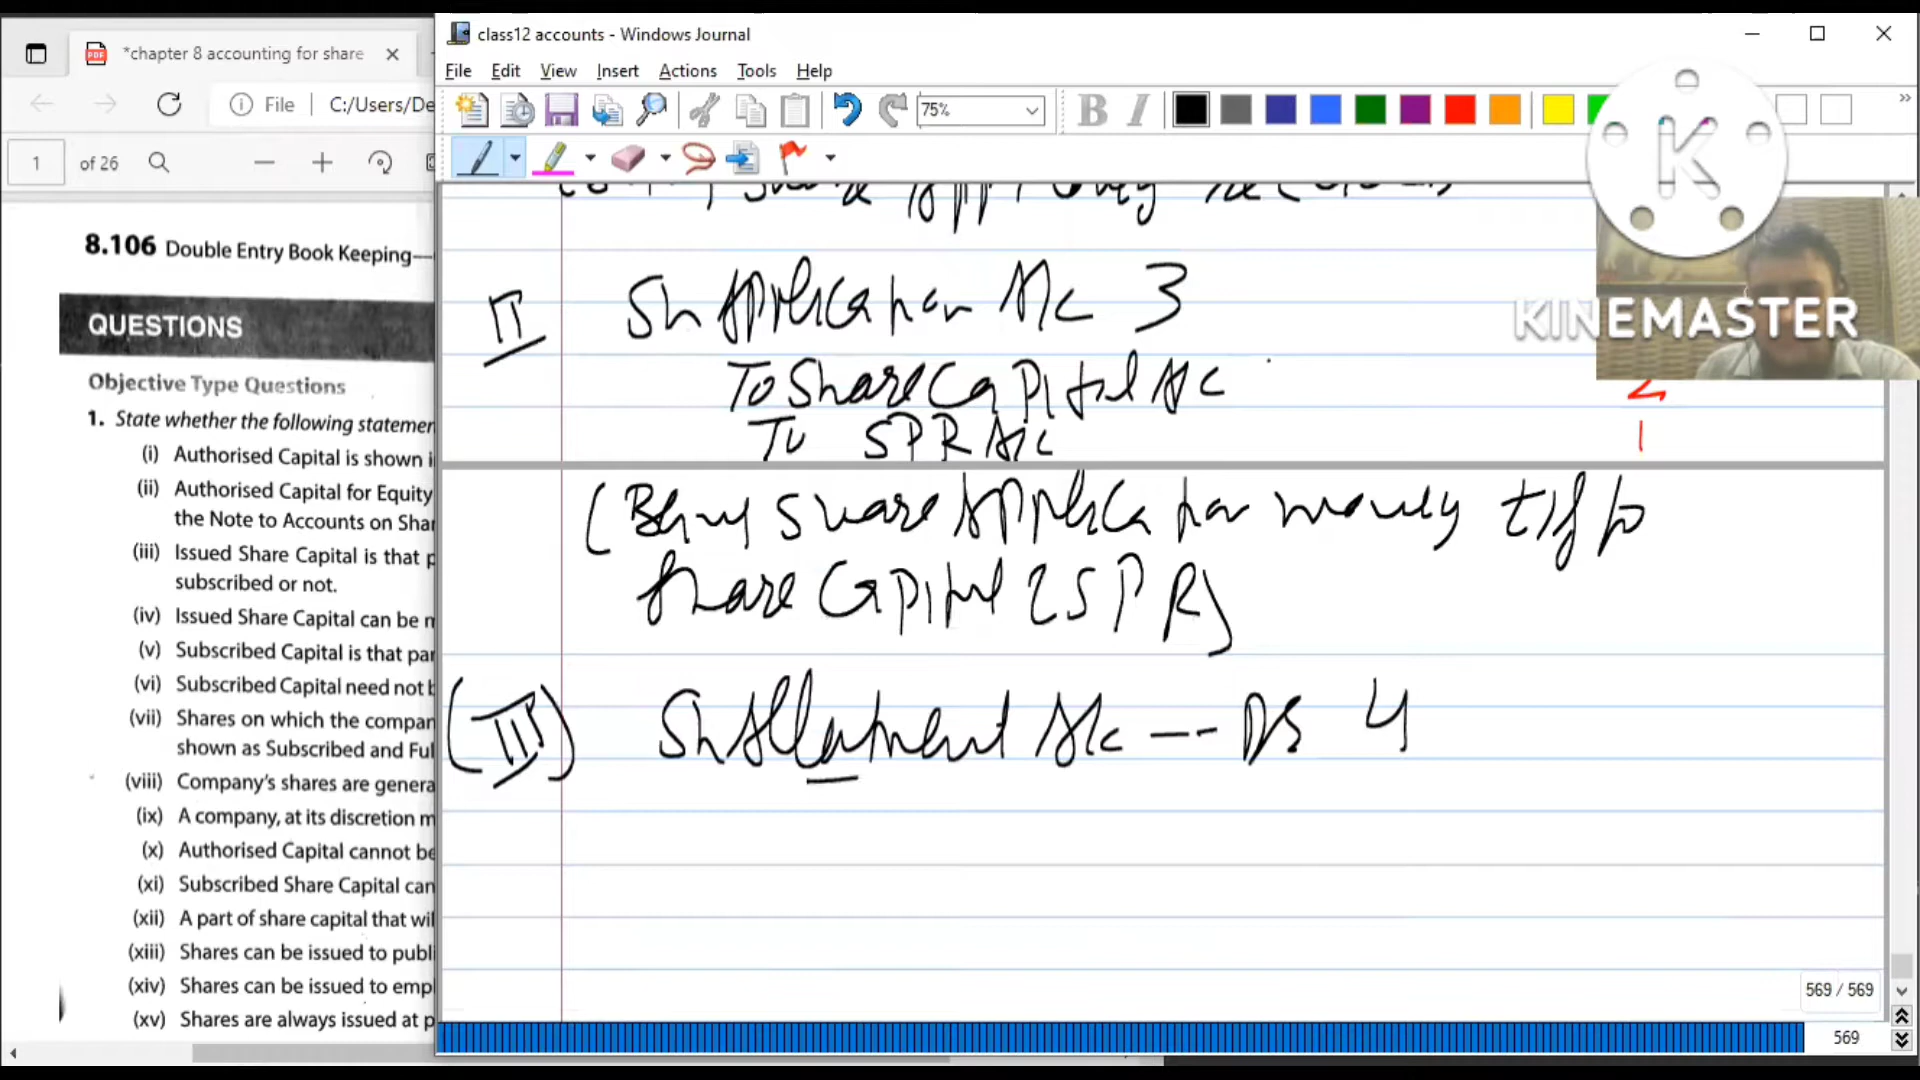 *chapter 8 accounting for share
class12 accounts - Windows Journal
File Edit View Insert Actions Tools Help
File C:/Users/De
75%
B I
1 of 26
8.106 Double Entry Book Keeping—
QUESTIONS
Objective Type Questions
1. State whether the following statemen
(i) Authorised Capital is shown i
(ii) Authorised Capital for Equity
the Note to Accounts on Shar
(iii) Issued Share Capital is that p
subscribed or not.
(iv) Issued Share Capital can be n
(v) Subscribed Capital is that par
(vi) Subscribed Capital need not b
(vii) Shares on which the compan
shown as Subscribed and Ful
(viii) Company's shares are genera
(ix) A company, at its discretion m
(x) Authorised Capital cannot be
(xi) Subscribed Share Capital can
(xii) A part of share capital that wil
(xiii) Shares can be issued to publi
(xiv) Shares can be issued to empl
(xv) Shares are always issued at p
II Sh Application A/c 3
To Share Capital A/c 2
To SPR A/c 1
(Being Share Application money t/f to
Share Capital & SPR)
(III) Sh Allotment A/c --- Dr 4
K
KINEMASTER
569 / 569
569